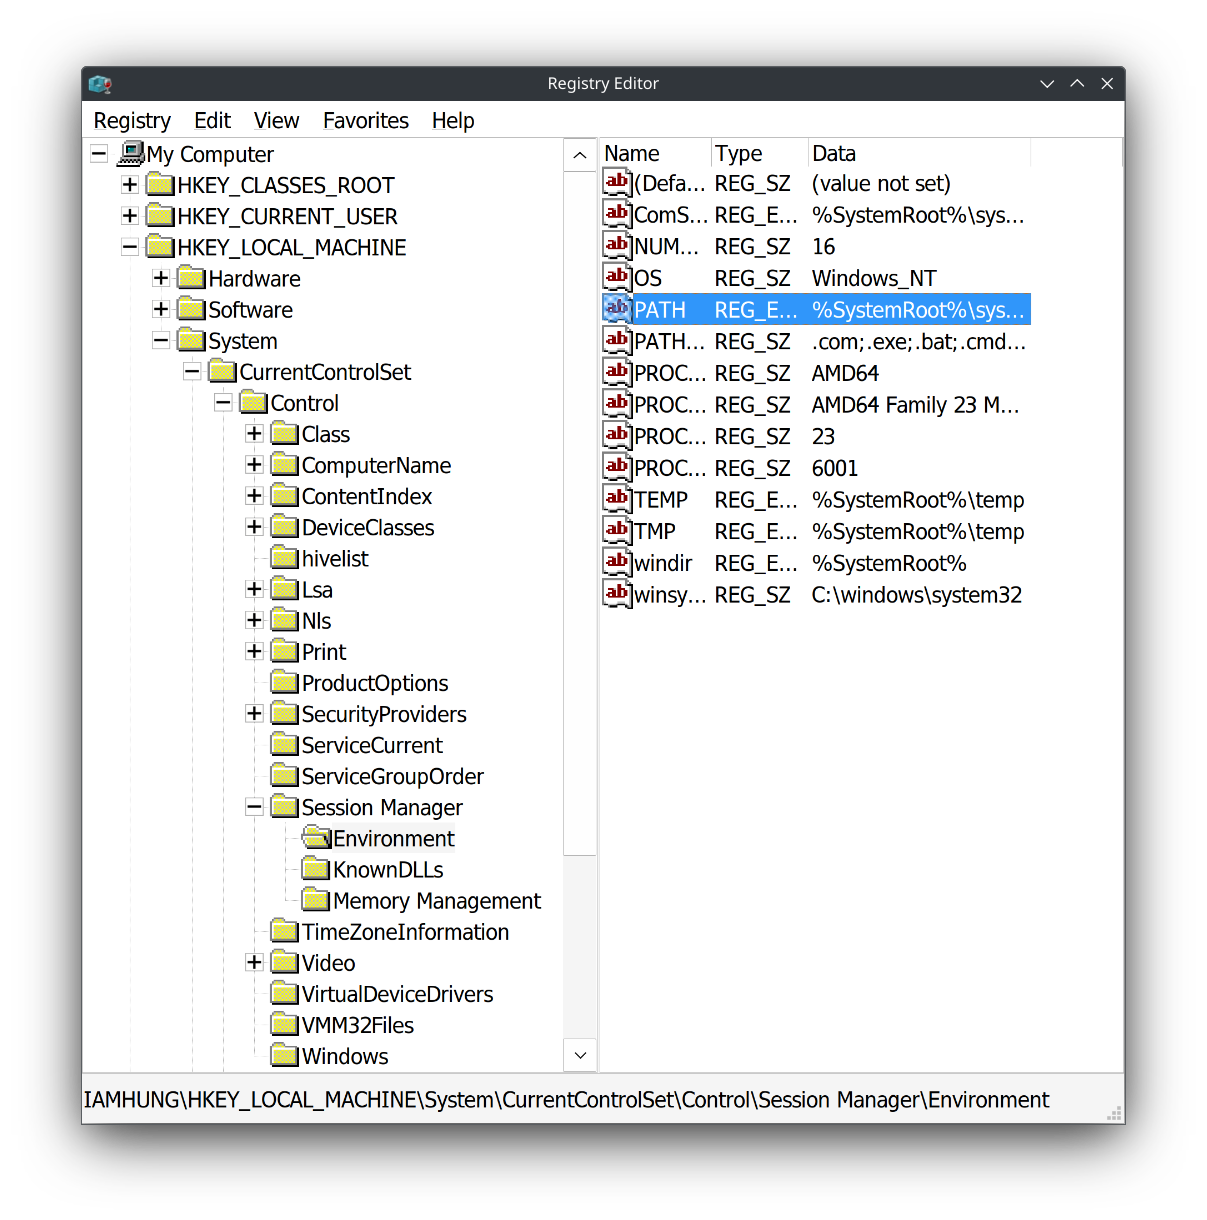 Registry Editor
Registry Edit View Favorites Help
My Computer
HKEY_CLASSES_ROOT
HKEY_CURRENT_USER
HKEY_LOCAL_MACHINE
Hardware
Software
System
CurrentControlSet
Control
Class
ComputerName
ContentIndex
DeviceClasses
hivelist
Lsa
Nls
Print
ProductOptions
SecurityProviders
ServiceCurrent
ServiceGroupOrder
Session Manager
Environment
KnownDLLs
Memory Management
TimeZoneInformation
Video
VirtualDeviceDrivers
VMM32Files
Windows
Name Type Data
ab (Defa... REG_SZ (value not set)
ab ComS... REG_E... %SystemRoot%\sys...
ab NUM... REG_SZ 16
ab OS REG_SZ Windows_NT
ab PATH REG_E... %SystemRoot%\sys...
ab PATH... REG_SZ .com;.exe;.bat;.cmd...
ab PROC... REG_SZ AMD64
ab PROC... REG_SZ AMD64 Family 23 M...
ab PROC... REG_SZ 23
ab PROC... REG_SZ 6001
ab TEMP REG_E... %SystemRoot%\temp
ab TMP REG_E... %SystemRoot%\temp
ab windir REG_E... %SystemRoot%
ab winsy... REG_SZ C:\windows\system32
IAMHUNG\HKEY_LOCAL_MACHINE\System\CurrentControlSet\Control\Session Manager\Environment